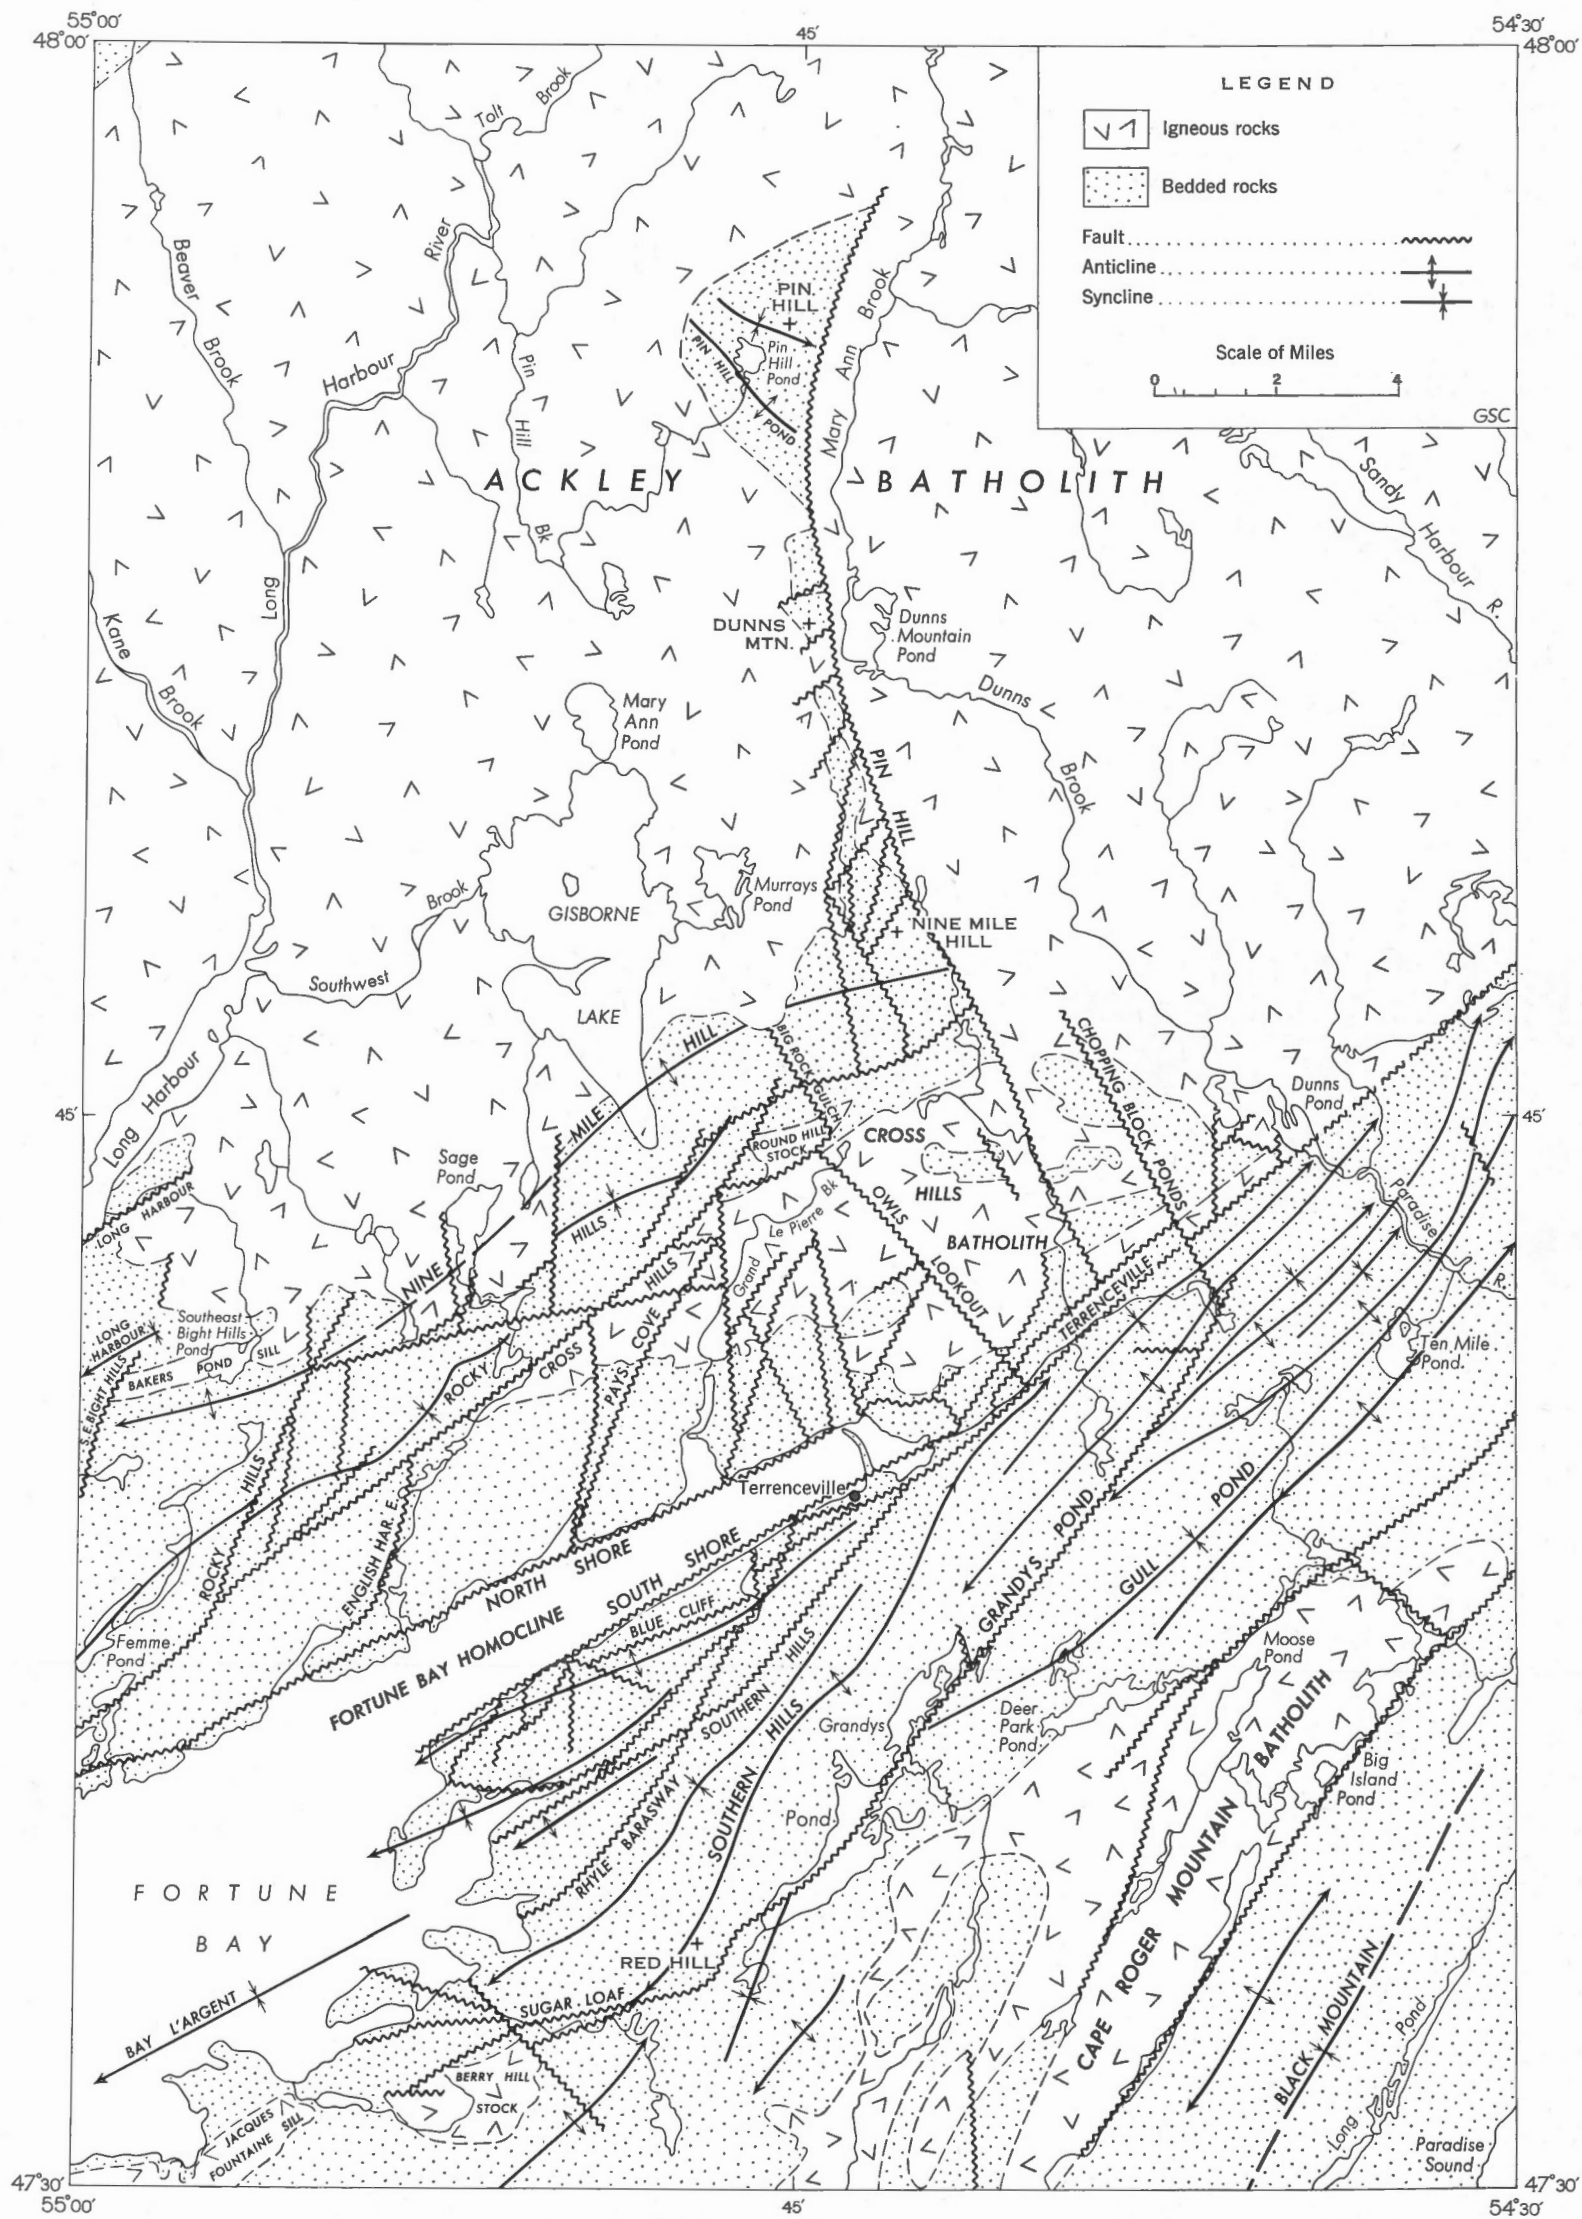 55°00'
45'
54°30'
48°00'
48°00'
LEGEND
Igneous rocks
Bedded rocks
Fault
Anticline
Syncline
Scale of Miles
0 2 4
GSC
Tolt Brook
Beaver Brook
River
Harbour
Long
Pin Hill Bk
PIN HILL
Pin Hill Pond
PIN HILL POND
Mary Ann Brook
ACKLEY BATHOLITH
Sandy Harbour R.
Kane Brook
DUNNS MTN.
Dunns Mountain Pond
Dunns Brook
Mary Ann Pond
PIN HILL
Murrays Pond
GISBORNE
LAKE
Southwest Brook
NINE MILE HILL
Long Harbour
NINE MILE HILL
BIG ROCK GULCH
CHOPPING BLOCK PONDS
Dunns Pond
45'
45'
Sage Pond
ROUND HILL STOCK
CROSS HILLS BATHOLITH
OWLS LOOKOUT
Grand Le Pierre Bk
Paradise R.
LONG HARBOUR
LONG HARBOUR
Southeast Bight Hills Pond
S.E. BIGHT HILLS
BAKERS POND SILL
ROCKY HILLS
CROSS HILLS
PAYS COVE
TERRENCEVILLE
Ten Mile Pond
ROCKY HILLS
ENGLISH HAR. E.
Terrenceville
NORTH SHORE
SOUTH SHORE
BLUE CLIFF
FORTUNE BAY HOMOCLINE
Femme Pond
GRANDYS POND
GULL POND
SOUTHERN HILLS
SOUTHERN HILLS
RHYLE BARASWAY
Grandys Pond
Deer Park Pond
Moose Pond
Big Island Pond
CAPE ROGER MOUNTAIN BATHOLITH
FORTUNE
BAY
BAY L'ARGENT
RED HILL
SUGAR LOAF
BERRY HILL STOCK
JACQUES FOUNTAINE SILL
BLACK MOUNTAIN
Long Pond
Paradise Sound
47°30'
47°30'
55°00'
45'
54°30'